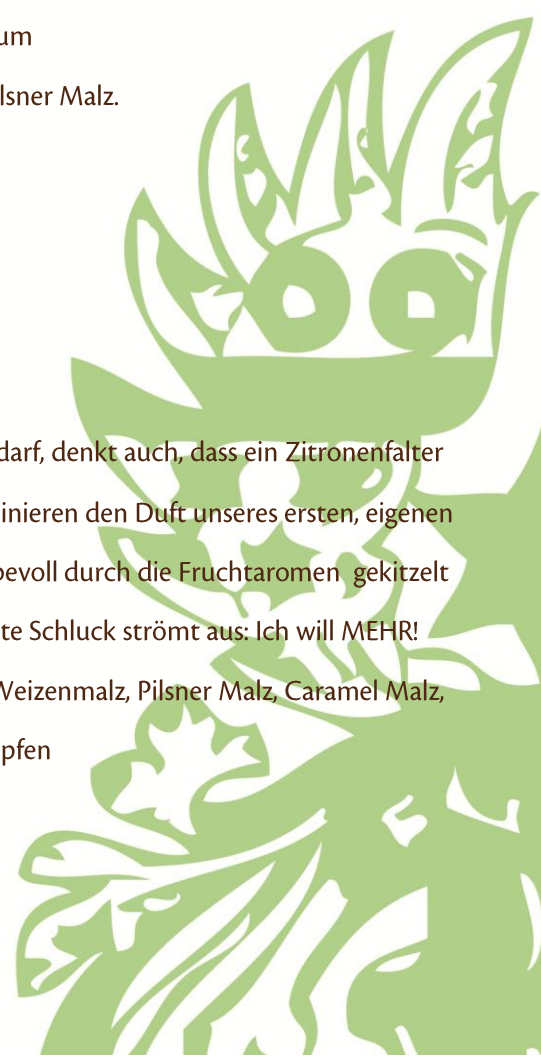 um
lsner Malz.
darf, denkt auch, dass ein Zitronenfalter
inieren den Duft unseres ersten, eigenen
bevoll durch die Fruchtaromen gekitzelt
te Schluck strömt aus: Ich will MEHR!
Weizenmalz, Pilsner Malz, Caramel Malz,
pfen